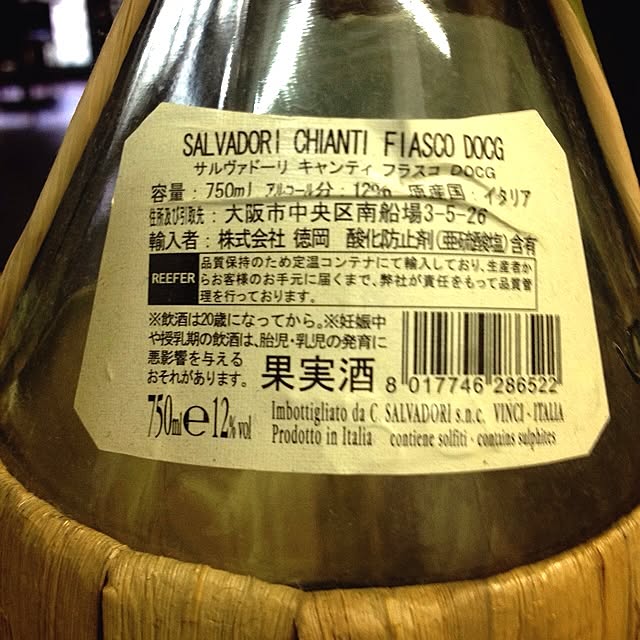 SALVADORI CHIANTI FIASCO DOCG
サルヴァドーリ キャンティ フラスコ DOCG
容量：750ml アルコール分：12% 原産国：イタリア
住所及び引取先：大阪市中央区南船場3-5-26
輸入者：株式会社 徳岡 酸化防止剤(亜硫酸塩)含有
REEFER
品質保持のため定温コンテナにて輸入しており、生産者か
らお客様のお手元に届くまで、弊社が責任をもって品質管
理を行っております。
※飲酒は20歳になってから。※妊娠中
や授乳期の飲酒は、胎児・乳児の発育に
悪影響を与える
おそれがあります。
果実酒
8 017746 286522
750ml e 12% vol
Imbottigliato da C. SALVADORI s.n.c. VINCI - ITALIA
Prodotto in Italia contiene solfiti - contains sulphites